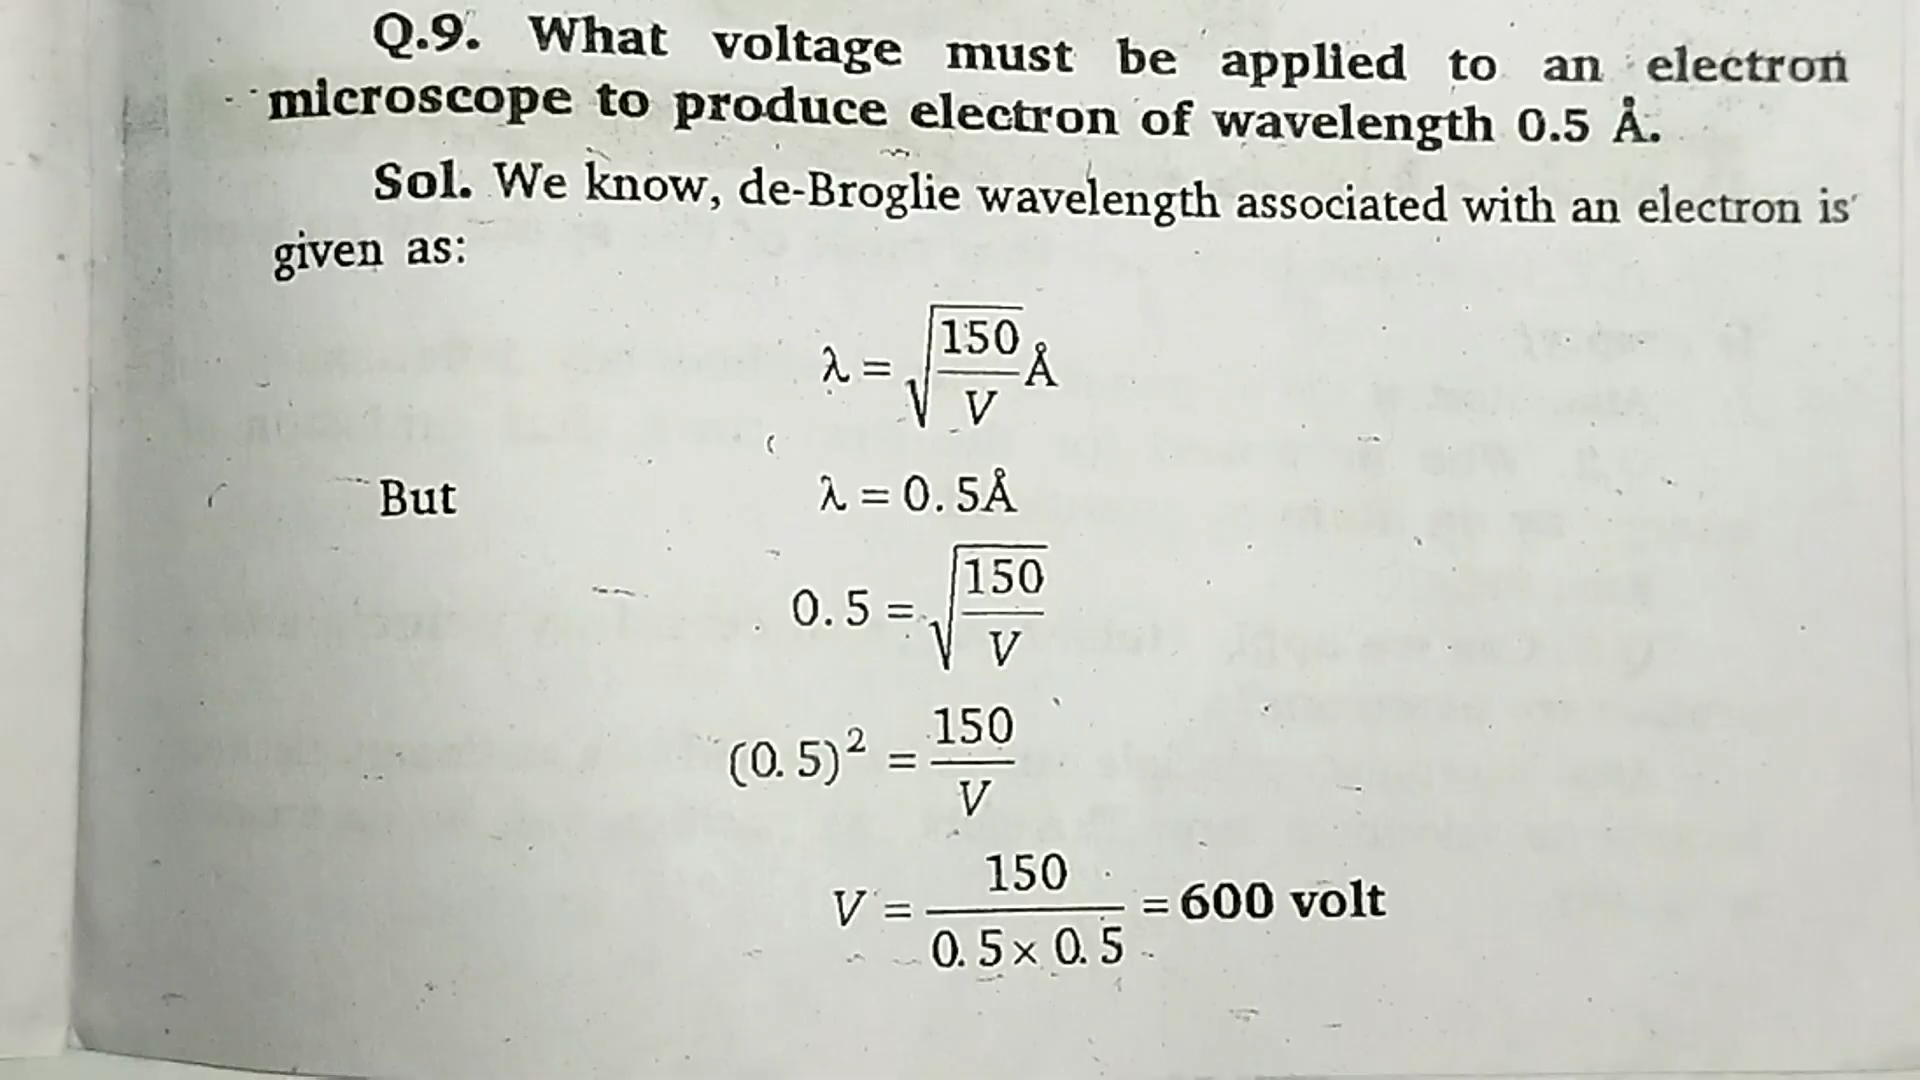 Q.9. What voltage must be applied to an electron
microscope to produce electron of wavelength 0.5 Å.
Sol. We know, de-Broglie wavelength associated with an electron is
given as:
λ = √(150/V) Å
But λ = 0.5Å
0.5 = √(150/V)
(0.5)² = 150/V
V = 150/(0.5 × 0.5) = 600 volt